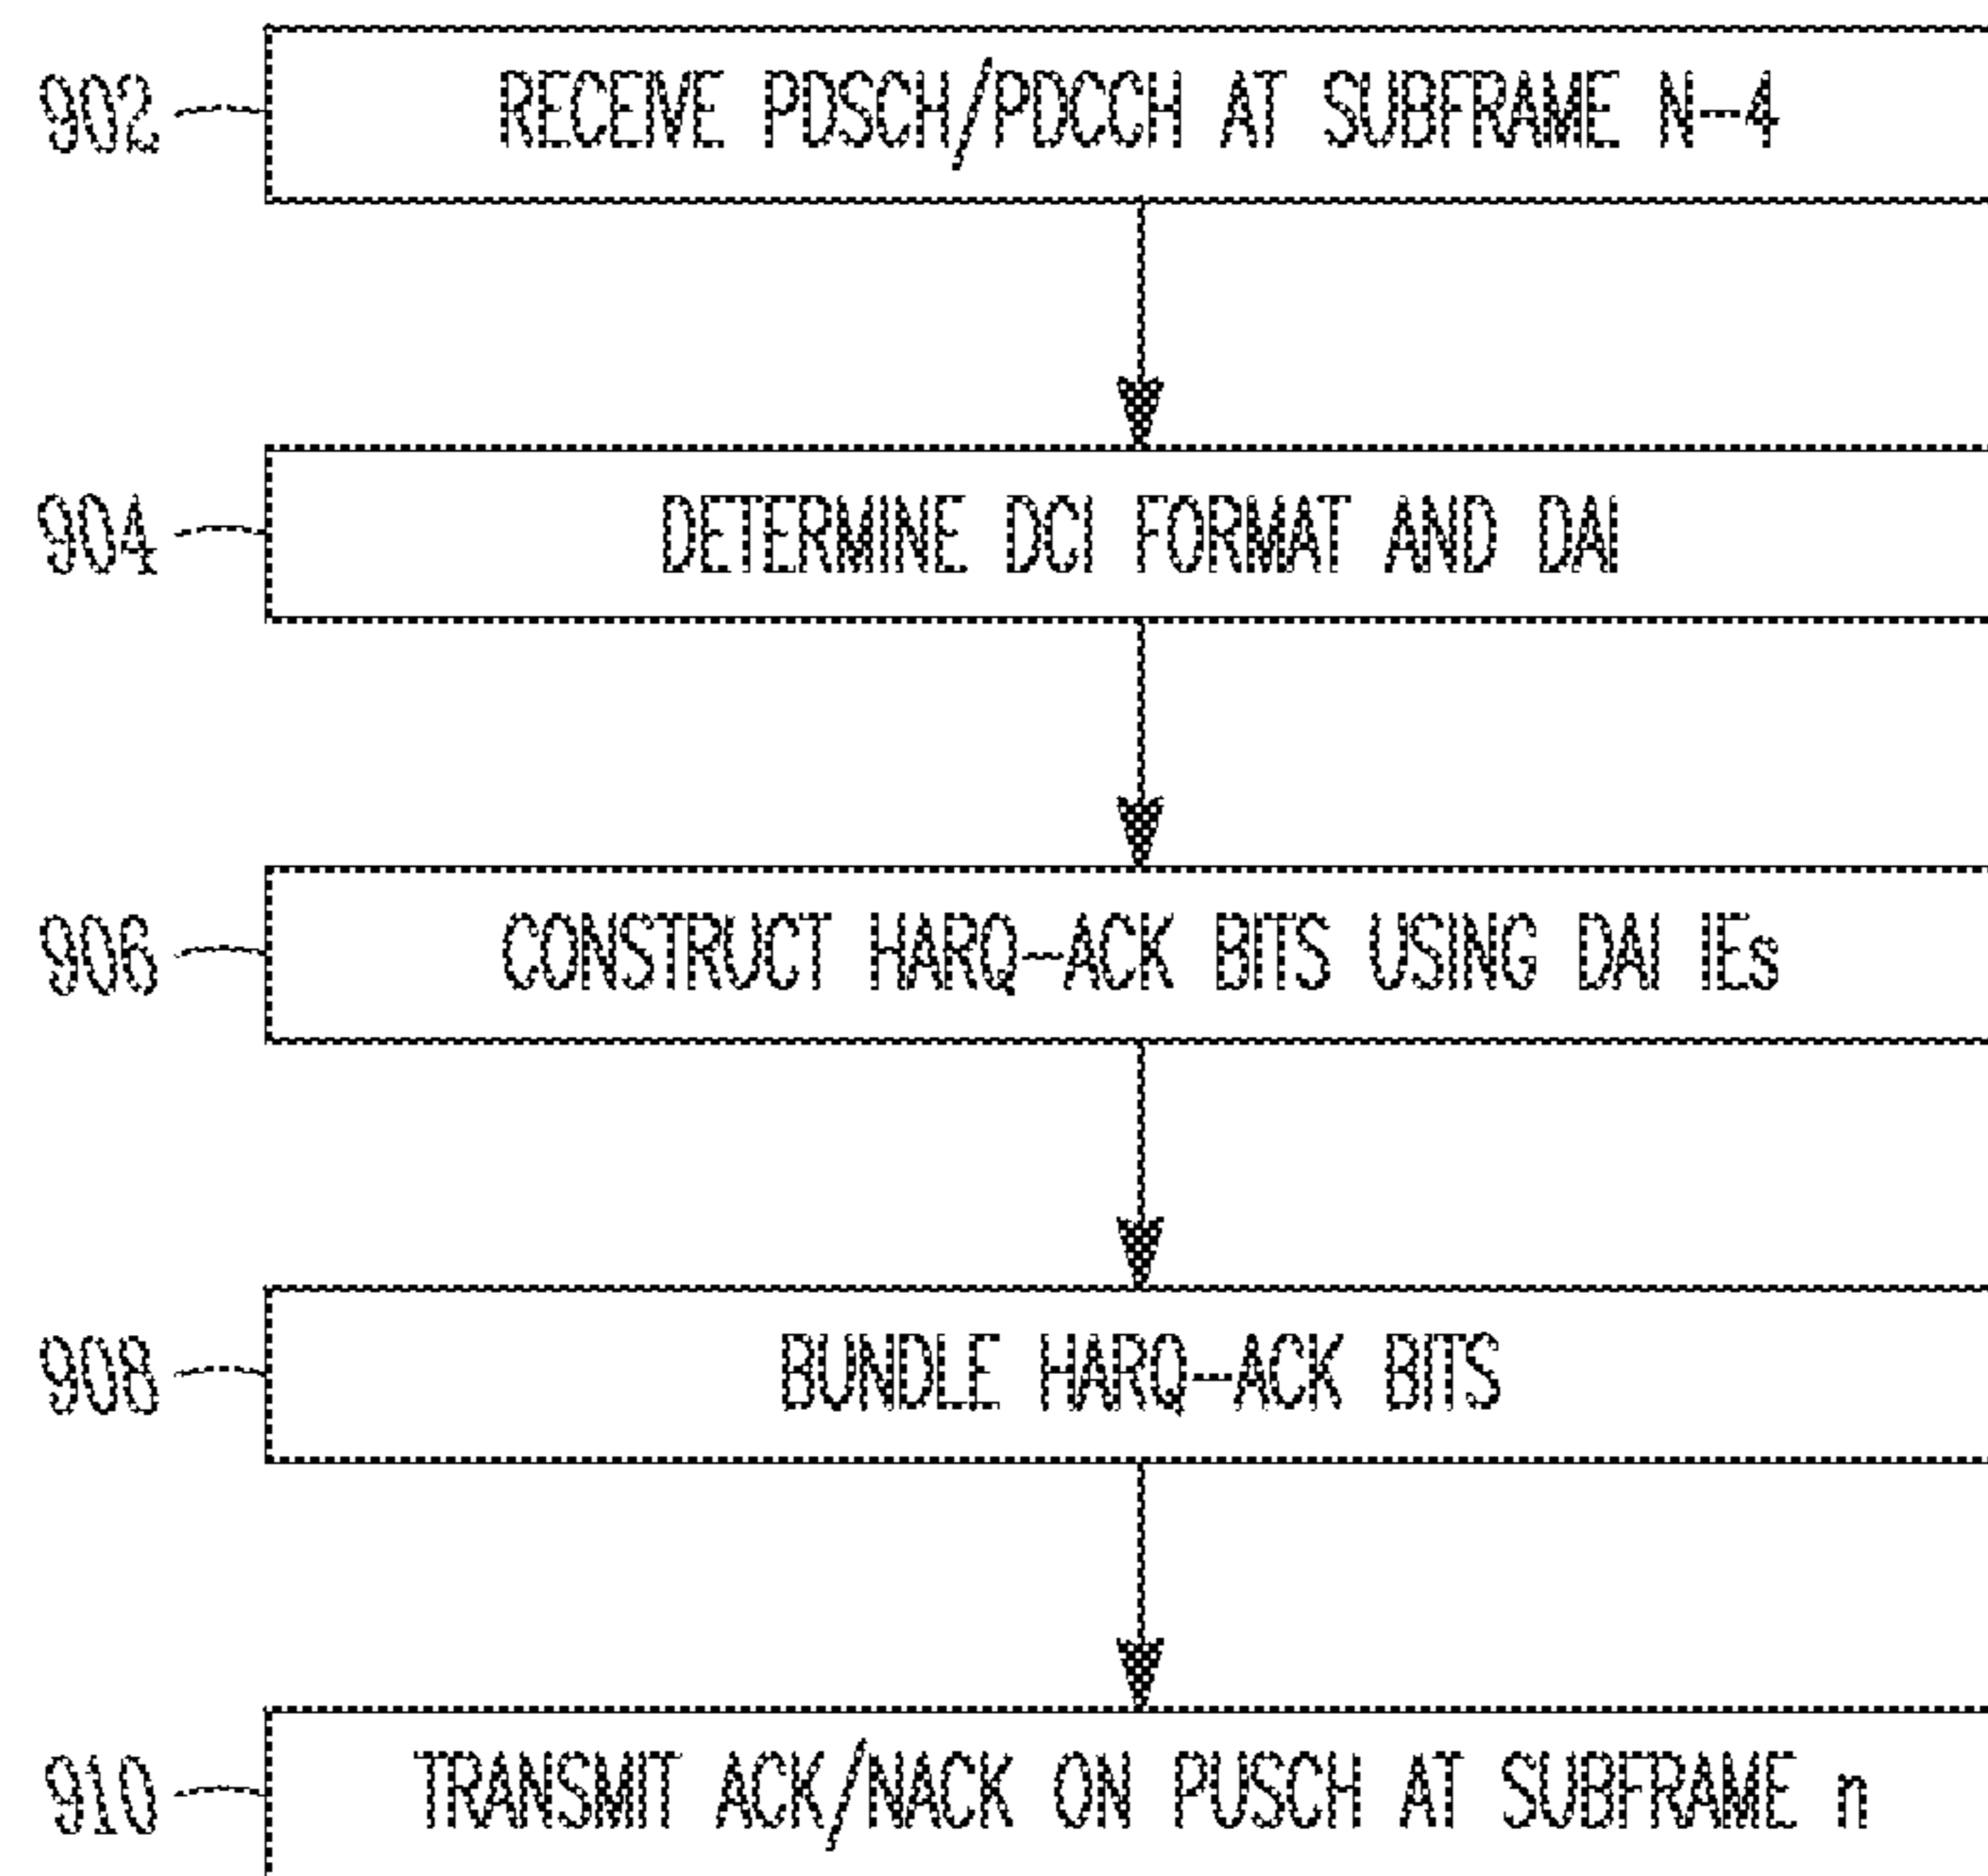 902 RECEIVE PDSCH/PDCCH AT SUBFRAME N-4
904 DETERMINE DCI FORMAT AND DAI
906 CONSTRUCT HARQ-ACK BITS USING DAI IEs
908 BUNDLE HARQ-ACK BITS
910 TRANSMIT ACK/NACK ON PUSCH AT SUBFRAME n